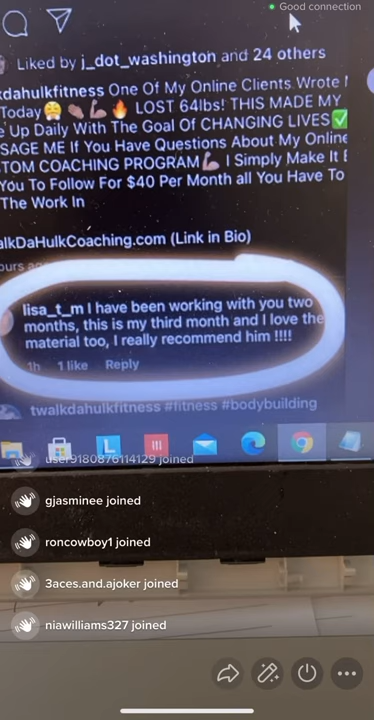 Good connection
Liked by j_dot_washington and 24 others
kdahulkfitness One Of My Online Clients Wrote
Today😤👏🏽💪🏽🔥 LOST 64lbs! THIS MADE MY
Up Daily With The Goal Of CHANGING LIVES✅
SAGE ME If You Have Questions About My Online
TOM COACHING PROGRAM💪🏽 I Simply Make It
You To Follow For $40 Per Month all You Have To
The Work In
alkDaHulkCoaching.com (Link in Bio)
ours ago
lisa_t_m I have been working with you two
months, this is my third month and I love the
material too, I really recommend him !!!!
1h 1 like Reply
twalkdahulkfitness #fitness #bodybuilding
L
user9180876114129 joined
gjasminee joined
roncowboy1 joined
3aces.and.ajoker joined
niawilliams327 joined